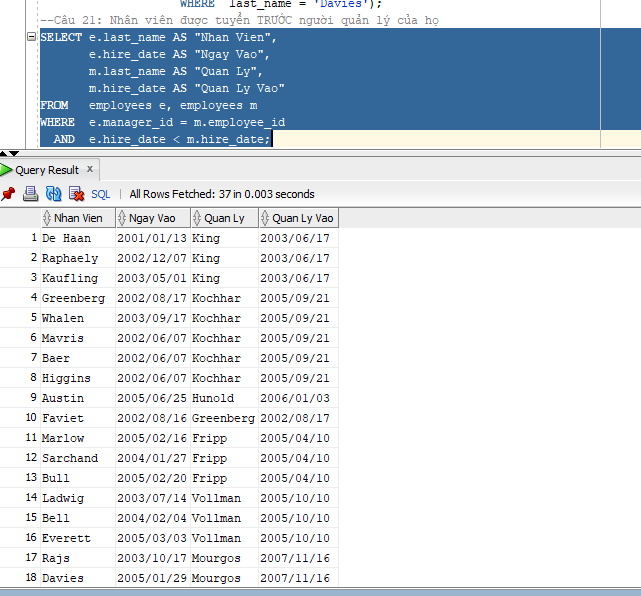 WHERE last_name = 'Davies');
--Câu 21: Nhân viên được tuyển TRƯỚC người quản lý của họ
SELECT e.last_name AS "Nhan Vien",
e.hire_date AS "Ngay Vao",
m.last_name AS "Quan Ly",
m.hire_date AS "Quan Ly Vao"
FROM employees e, employees m
WHERE e.manager_id = m.employee_id
AND e.hire_date < m.hire_date;
Query Result x
SQL | All Rows Fetched: 37 in 0.003 seconds
Nhan Vien Ngay Vao Quan Ly Quan Ly Vao
1 De Haan 2001/01/13 King 2003/06/17
2 Raphaely 2002/12/07 King 2003/06/17
3 Kaufling 2003/05/01 King 2003/06/17
4 Greenberg 2002/08/17 Kochhar 2005/09/21
5 Whalen 2003/09/17 Kochhar 2005/09/21
6 Mavris 2002/06/07 Kochhar 2005/09/21
7 Baer 2002/06/07 Kochhar 2005/09/21
8 Higgins 2002/06/07 Kochhar 2005/09/21
9 Austin 2005/06/25 Hunold 2006/01/03
10 Faviet 2002/08/16 Greenberg 2002/08/17
11 Marlow 2005/02/16 Fripp 2005/04/10
12 Sarchand 2004/01/27 Fripp 2005/04/10
13 Bull 2005/02/20 Fripp 2005/04/10
14 Ladwig 2003/07/14 Vollman 2005/10/10
15 Bell 2004/02/04 Vollman 2005/10/10
16 Everett 2005/03/03 Vollman 2005/10/10
17 Rajs 2003/10/17 Mourgos 2007/11/16
18 Davies 2005/01/29 Mourgos 2007/11/16